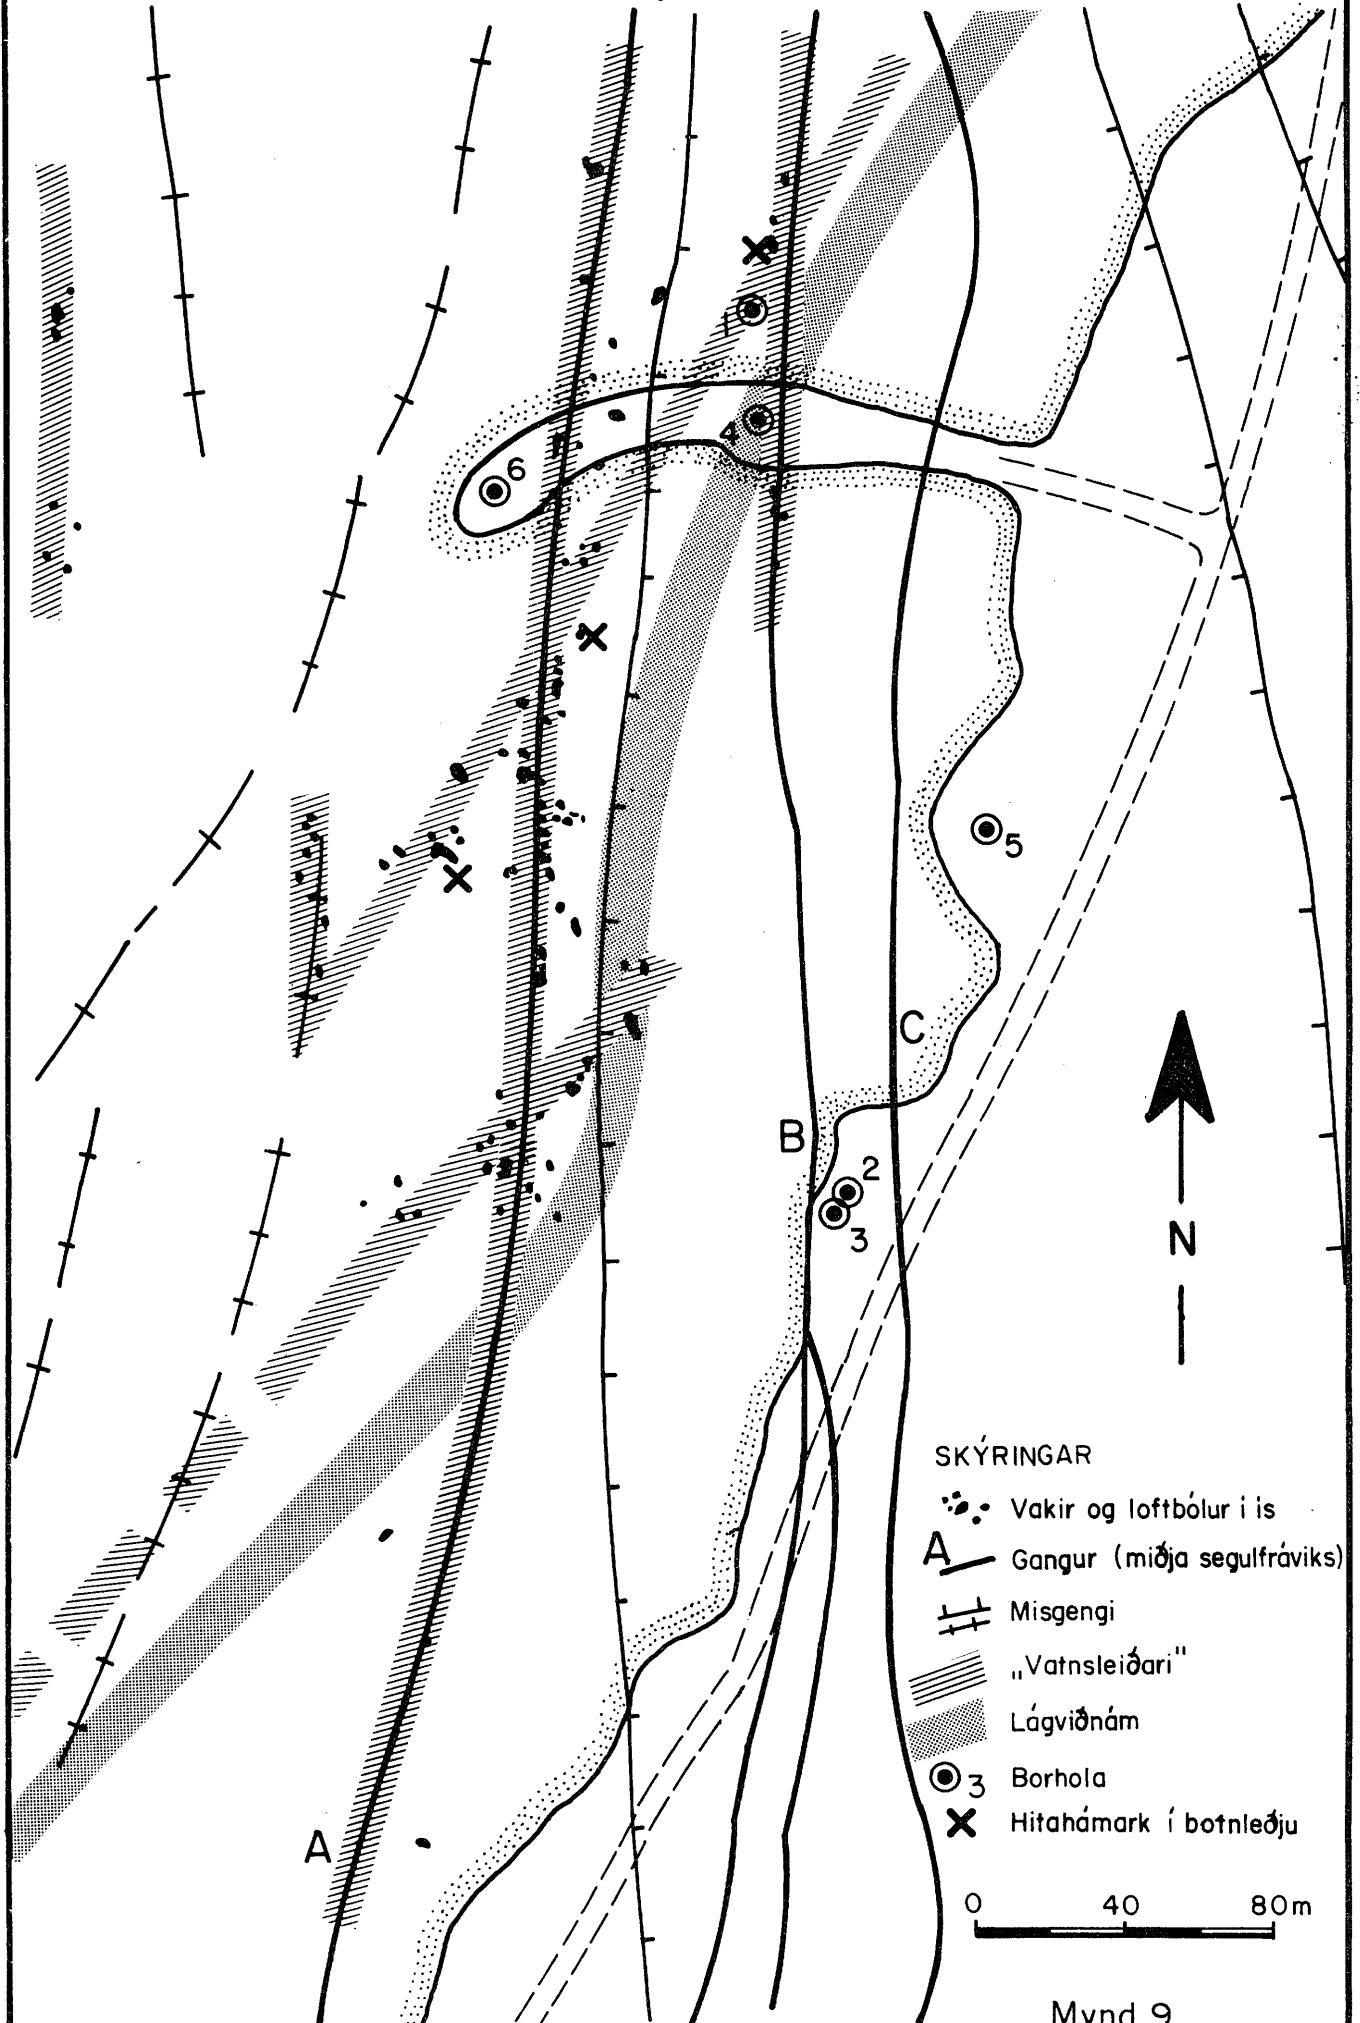 6
4
5
C
B
2
3
N
A
SKÝRINGAR
Vakir og loftbólur í ís
A Gangur (miðja segulfráviks)
Misgengi
„Vatnsleiðari"
Lágviðnám
3 Borhola
Hitahámark í botnleðju
0 40 80m
Mynd 9